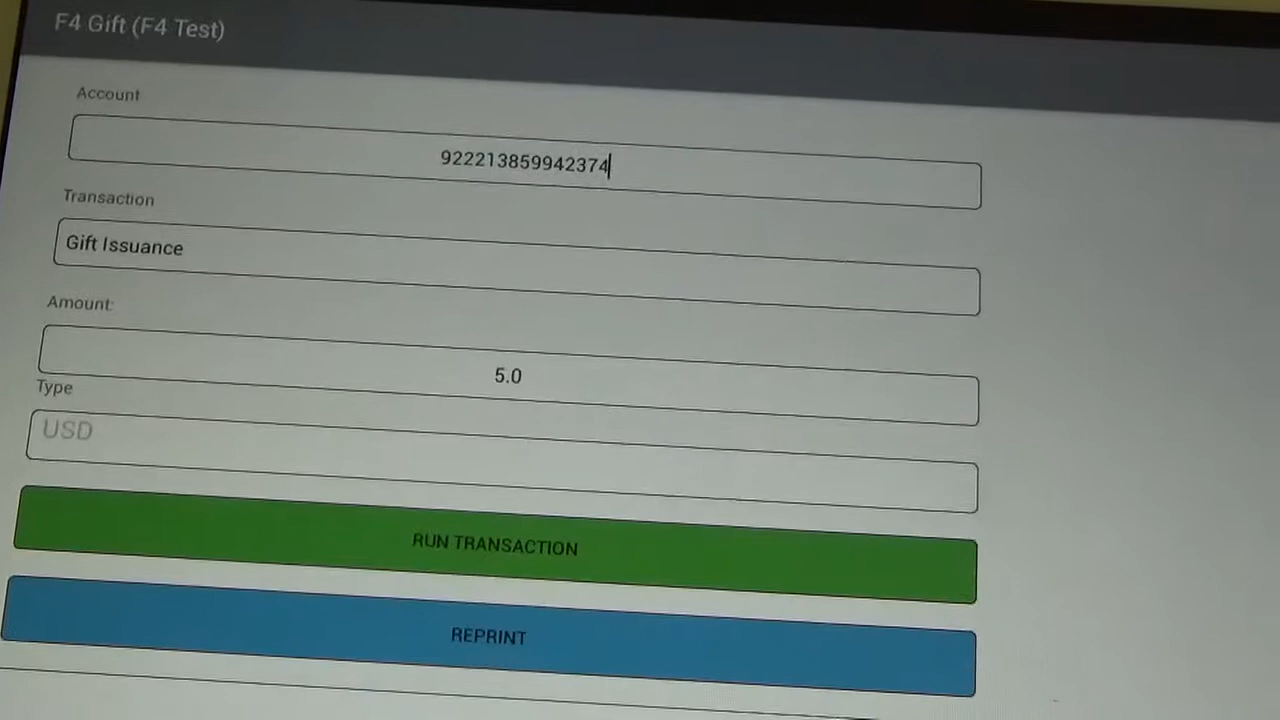 F4 Gift (F4 Test)
Account
922213859942374
Transaction
Gift Issuance
Amount:
5.0
Type
USD
RUN TRANSACTION
REPRINT